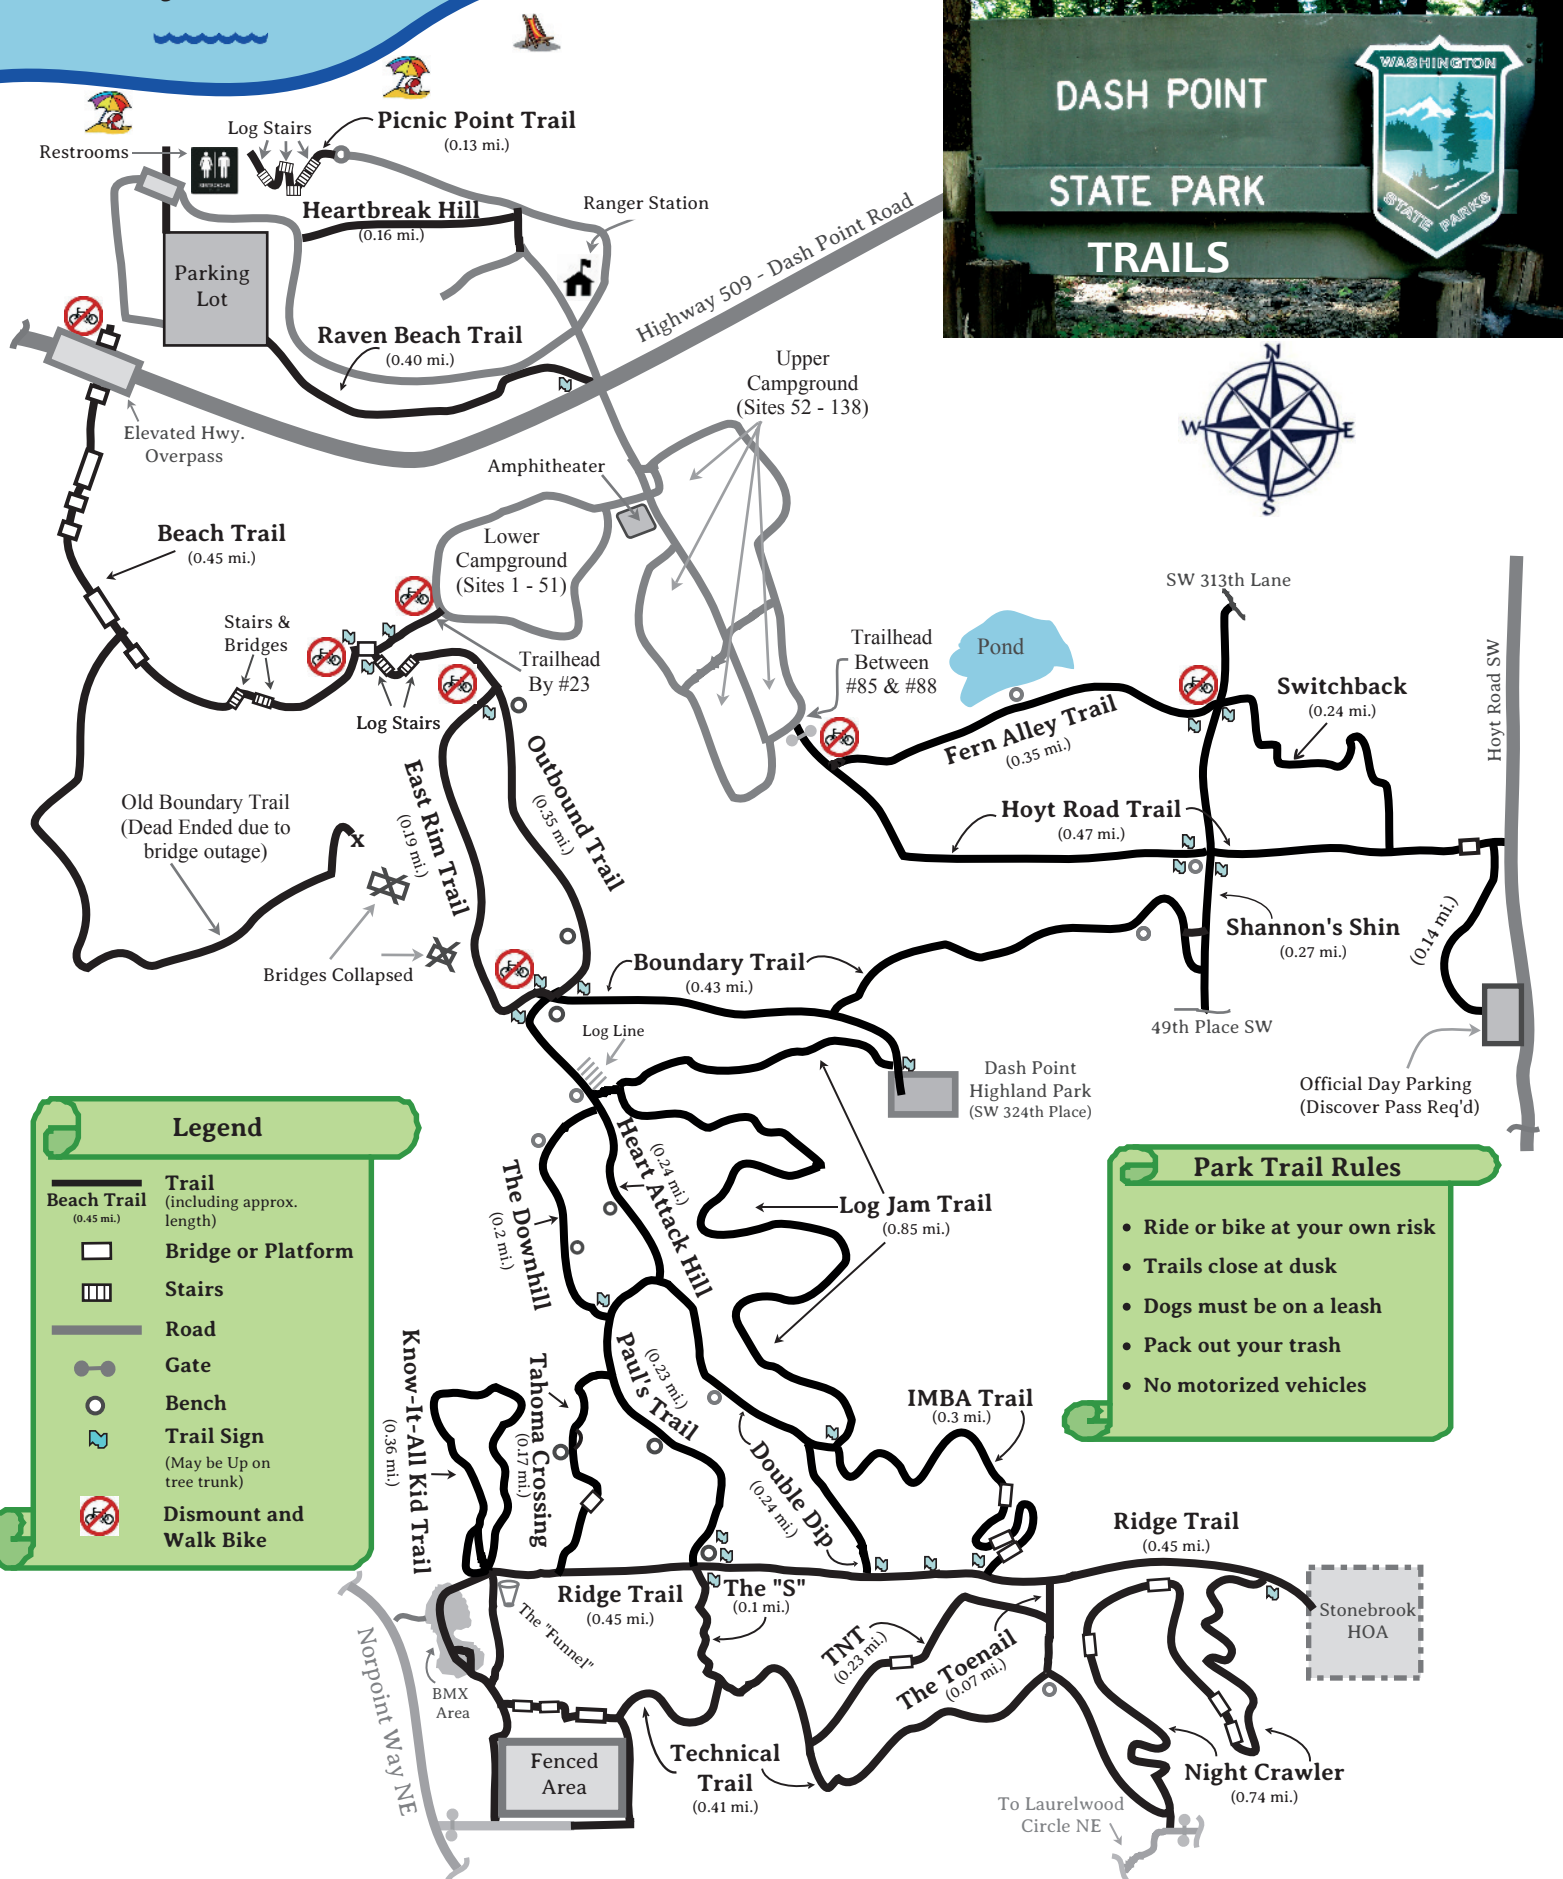 DASH POINT
STATE PARK
TRAILS
WASHINGTON
STATE PARKS
Restrooms
Log Stairs
Picnic Point Trail
(0.13 mi.)
Heartbreak Hill
(0.16 mi.)
Ranger Station
Highway 509 - Dash Point Road
Parking
Lot
Raven Beach Trail
(0.40 mi.)
Elevated Hwy.
Overpass
Upper
Campground
(Sites 52 - 138)
N
W
E
S
Amphitheater
Beach Trail
(0.45 mi.)
Lower
Campground
(Sites 1 - 51)
Stairs &
Bridges
Log Stairs
Trailhead
By #23
Trailhead
Between
#85 & #88
Pond
SW 313th Lane
Switchback
(0.24 mi.)
Hoyt Road SW
Fern Alley Trail
(0.35 mi.)
Hoyt Road Trail
(0.47 mi.)
Outbound Trail
(0.35 mi.)
East Rim Trail
(0.19 mi.)
Old Boundary Trail
(Dead Ended due to
bridge outage)
x
Bridges Collapsed
Boundary Trail
(0.43 mi.)
Shannon's Shin
(0.27 mi.)
(0.14 mi.)
49th Place SW
Log Line
Dash Point
Highland Park
(SW 324th Place)
Official Day Parking
(Discover Pass Req'd)
Legend
Trail
(including approx.
length)
Beach Trail
(0.45 mi.)
Bridge or Platform
Stairs
Road
Gate
Bench
Trail Sign
(May be Up on
tree trunk)
Dismount and
Walk Bike
Park Trail Rules
• Ride or bike at your own risk
• Trails close at dusk
• Dogs must be on a leash
• Pack out your trash
• No motorized vehicles
Heart Attack Hill
(0.24 mi.)
The Downhill
(0.2 mi.)
Log Jam Trail
(0.85 mi.)
Know-It-All Kid Trail
(0.36 mi.)
Tahoma Crossing
(0.17 mi.)
Paul's Trail
(0.23 mi.)
Double Dip
(0.24 mi.)
IMBA Trail
(0.3 mi.)
Ridge Trail
(0.45 mi.)
Ridge Trail
(0.45 mi.)
The "S"
(0.1 mi.)
The "Funnel"
TNT
(0.23 mi.)
The Toenail
(0.07 mi.)
Stonebrook
HOA
Norpoint Way NE
BMX
Area
Fenced
Area
Technical
Trail
(0.41 mi.)
Night Crawler
(0.74 mi.)
To Laurelwood
Circle NE